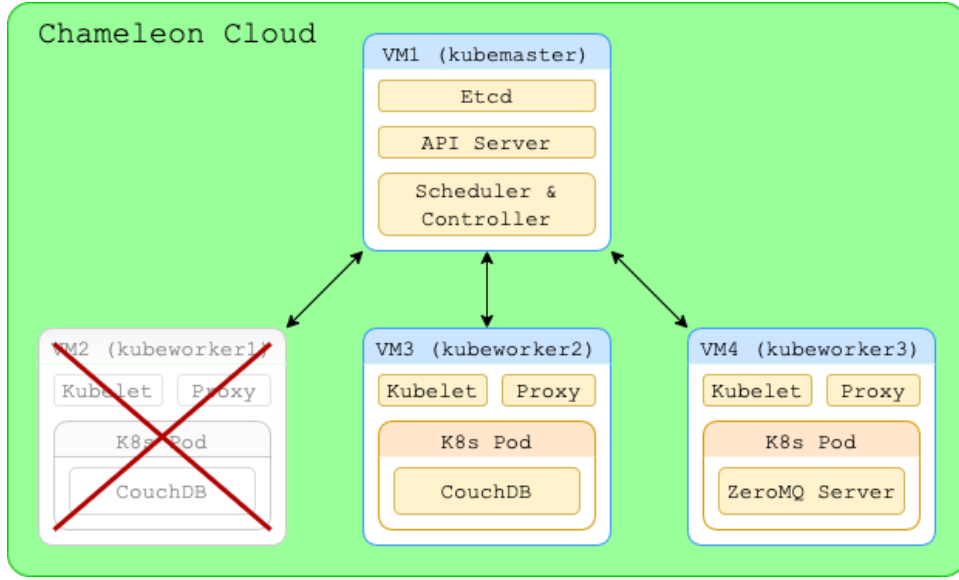 Chameleon Cloud
VM1 (kubemaster)
Etcd
API Server
Scheduler &
Controller
VM2 (kubeworker1)
Kubelet
Proxy
K8s Pod
CouchDB
VM3 (kubeworker2)
Kubelet
Proxy
K8s Pod
CouchDB
VM4 (kubeworker3)
Kubelet
Proxy
K8s Pod
ZeroMQ Server